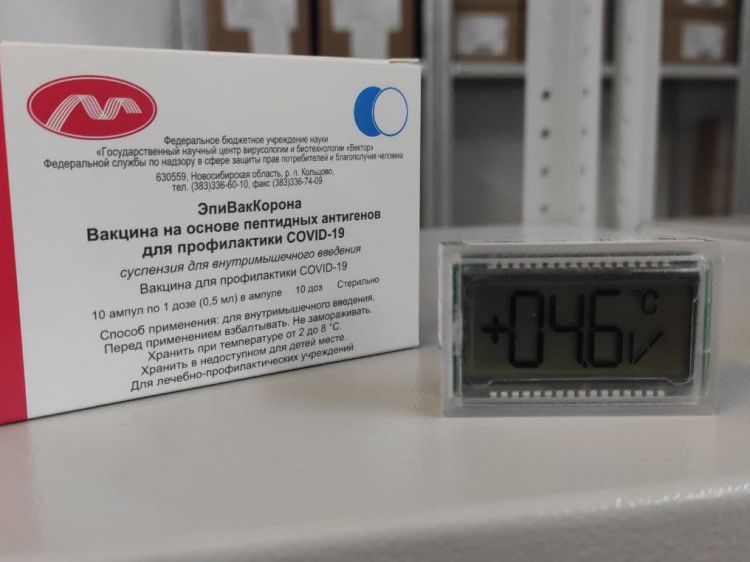 Федеральное бюджетное учреждение науки
«Государственный научный центр вирусологии и биотехнологии «Вектор»
Федеральной службы по надзору в сфере защиты прав потребителей и благополучия человека
630559, Новосибирская область, р. п. Кольцово,
тел. (383)336-60-10, факс (383)336-74-09
ЭпиВакКорона
Вакцина на основе пептидных антигенов
для профилактики COVID-19
суспензия для внутримышечного введения
Вакцина для профилактики COVID-19
10 ампул по 1 дозе (0,5 мл) в ампуле 10 доз Стерильно
Способ применения: для внутримышечного введения.
Перед применением взбалтывать. Не замораживать.
Хранить при температуре от 2 до 8 °C.
Хранить в недоступном для детей месте.
Для лечебно-профилактических учреждений
+04.6 °C